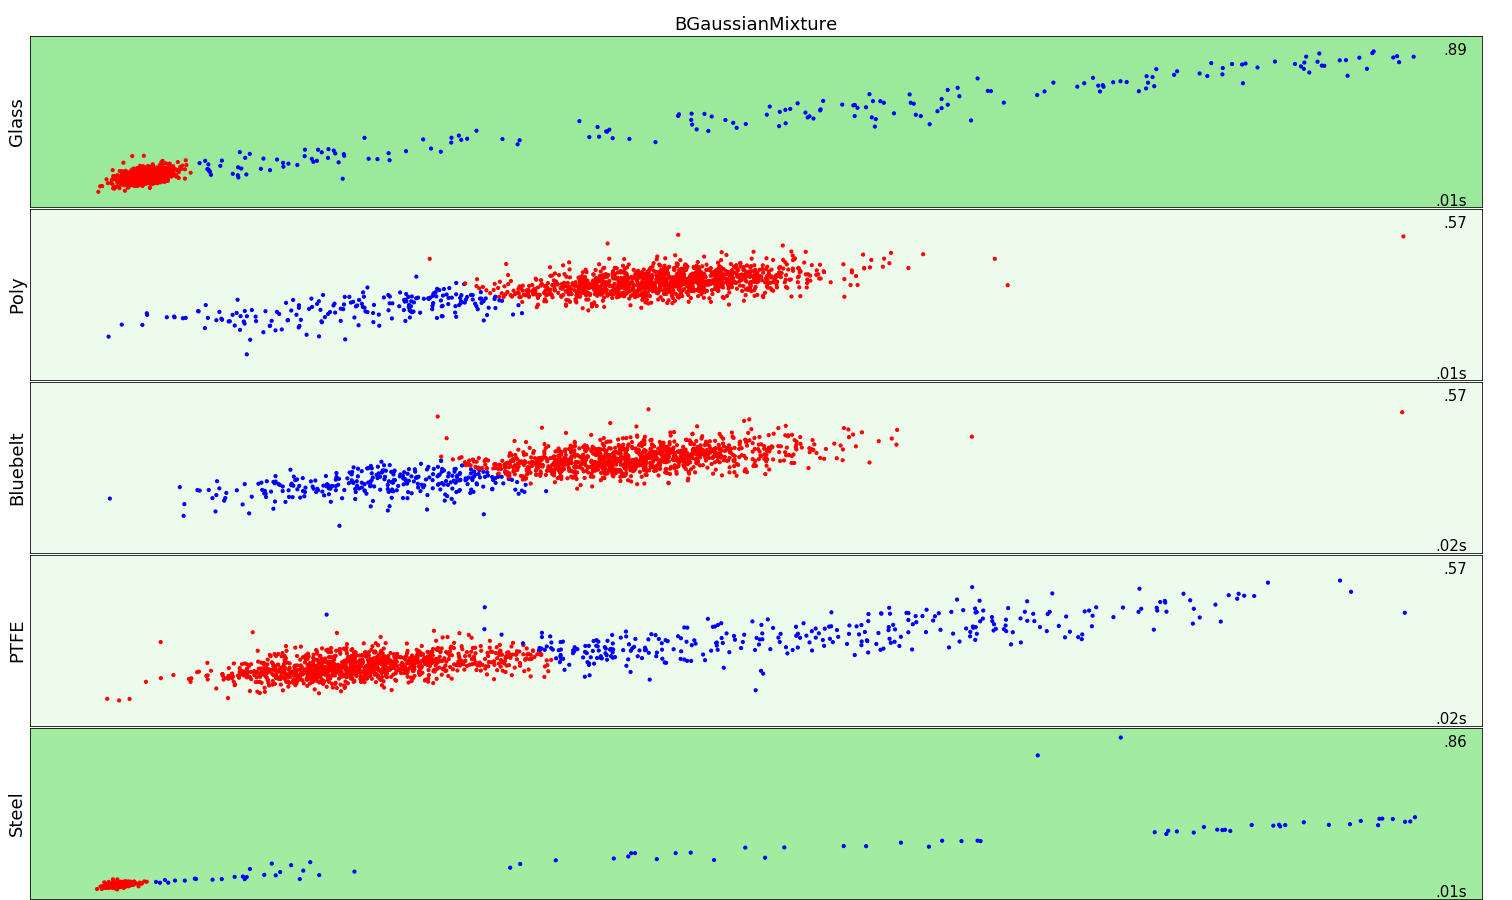 BGaussianMixture
Glass
.89
.01s
Poly
.57
.01s
Bluebelt
.57
.02s
PTFE
.57
.02s
Steel
.86
.01s